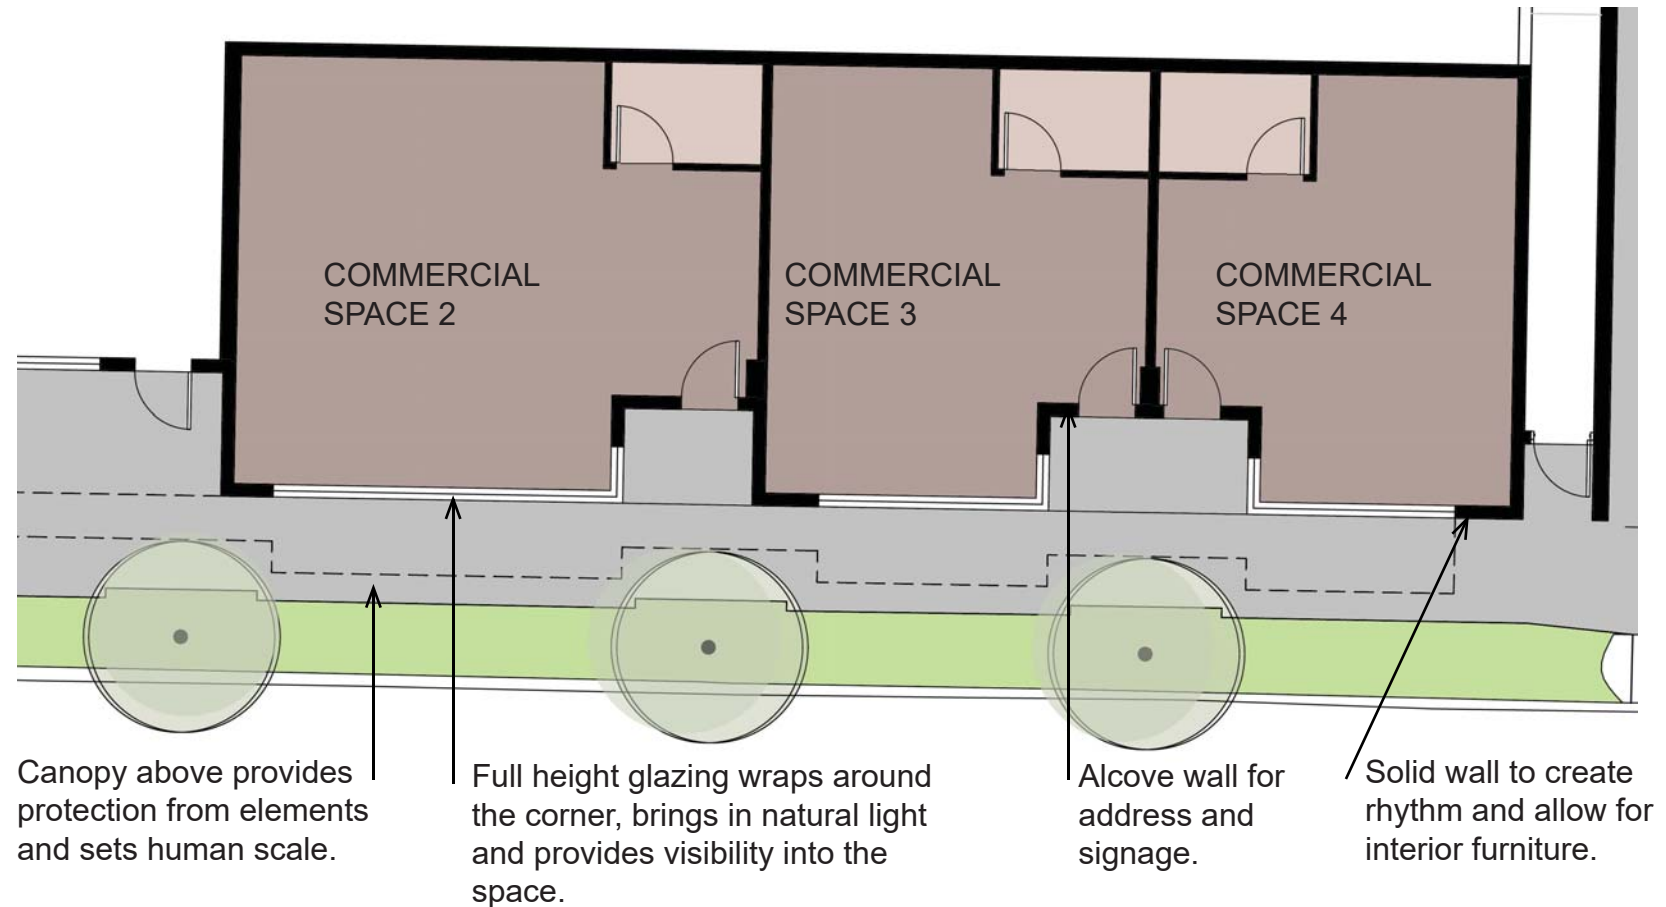 COMMERCIAL
SPACE 2
COMMERCIAL
SPACE 3
COMMERCIAL
SPACE 4
Canopy above provides
protection from elements
and sets human scale.
Full height glazing wraps around
the corner, brings in natural light
and provides visibility into the
space.
Alcove wall for
address and
signage.
Solid wall to create
rhythm and allow for
interior furniture.